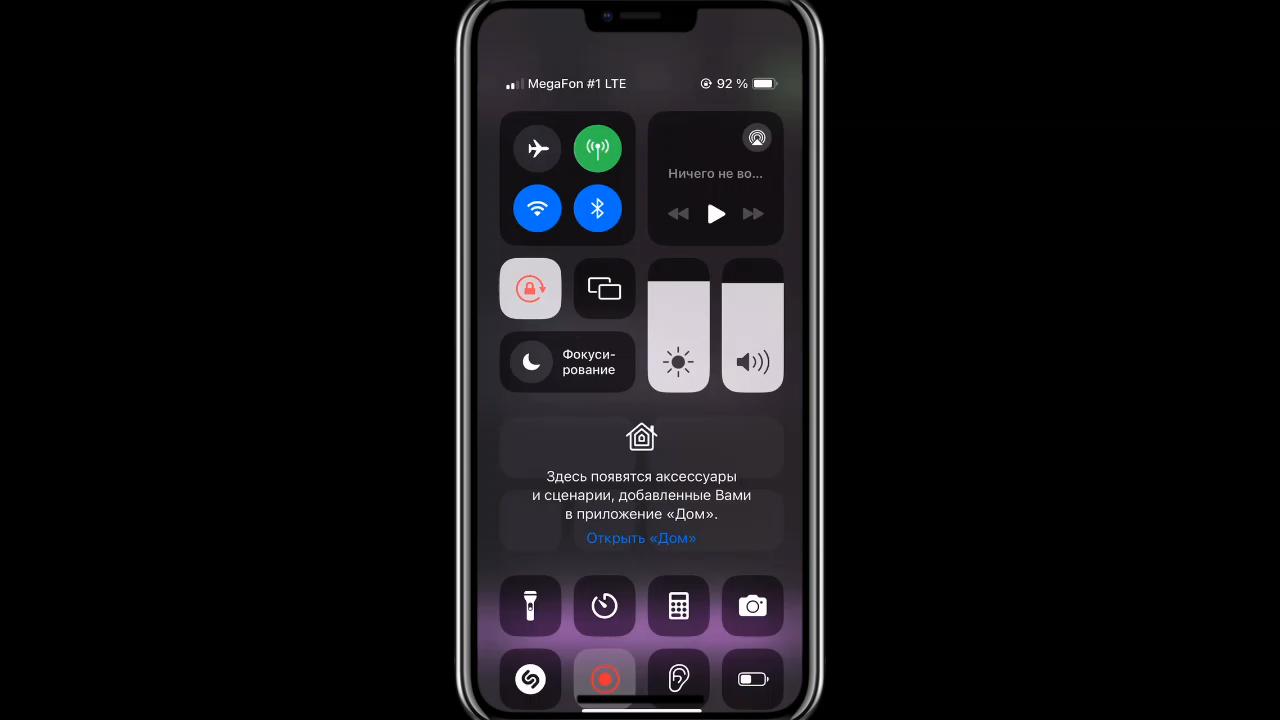 MegaFon #1 LTE
92 %
Ничего не во...
Фокуси-
рование
Здесь появятся аксессуары
и сценарии, добавленные Вами
в приложение «Дом».
Открыть «Дом»